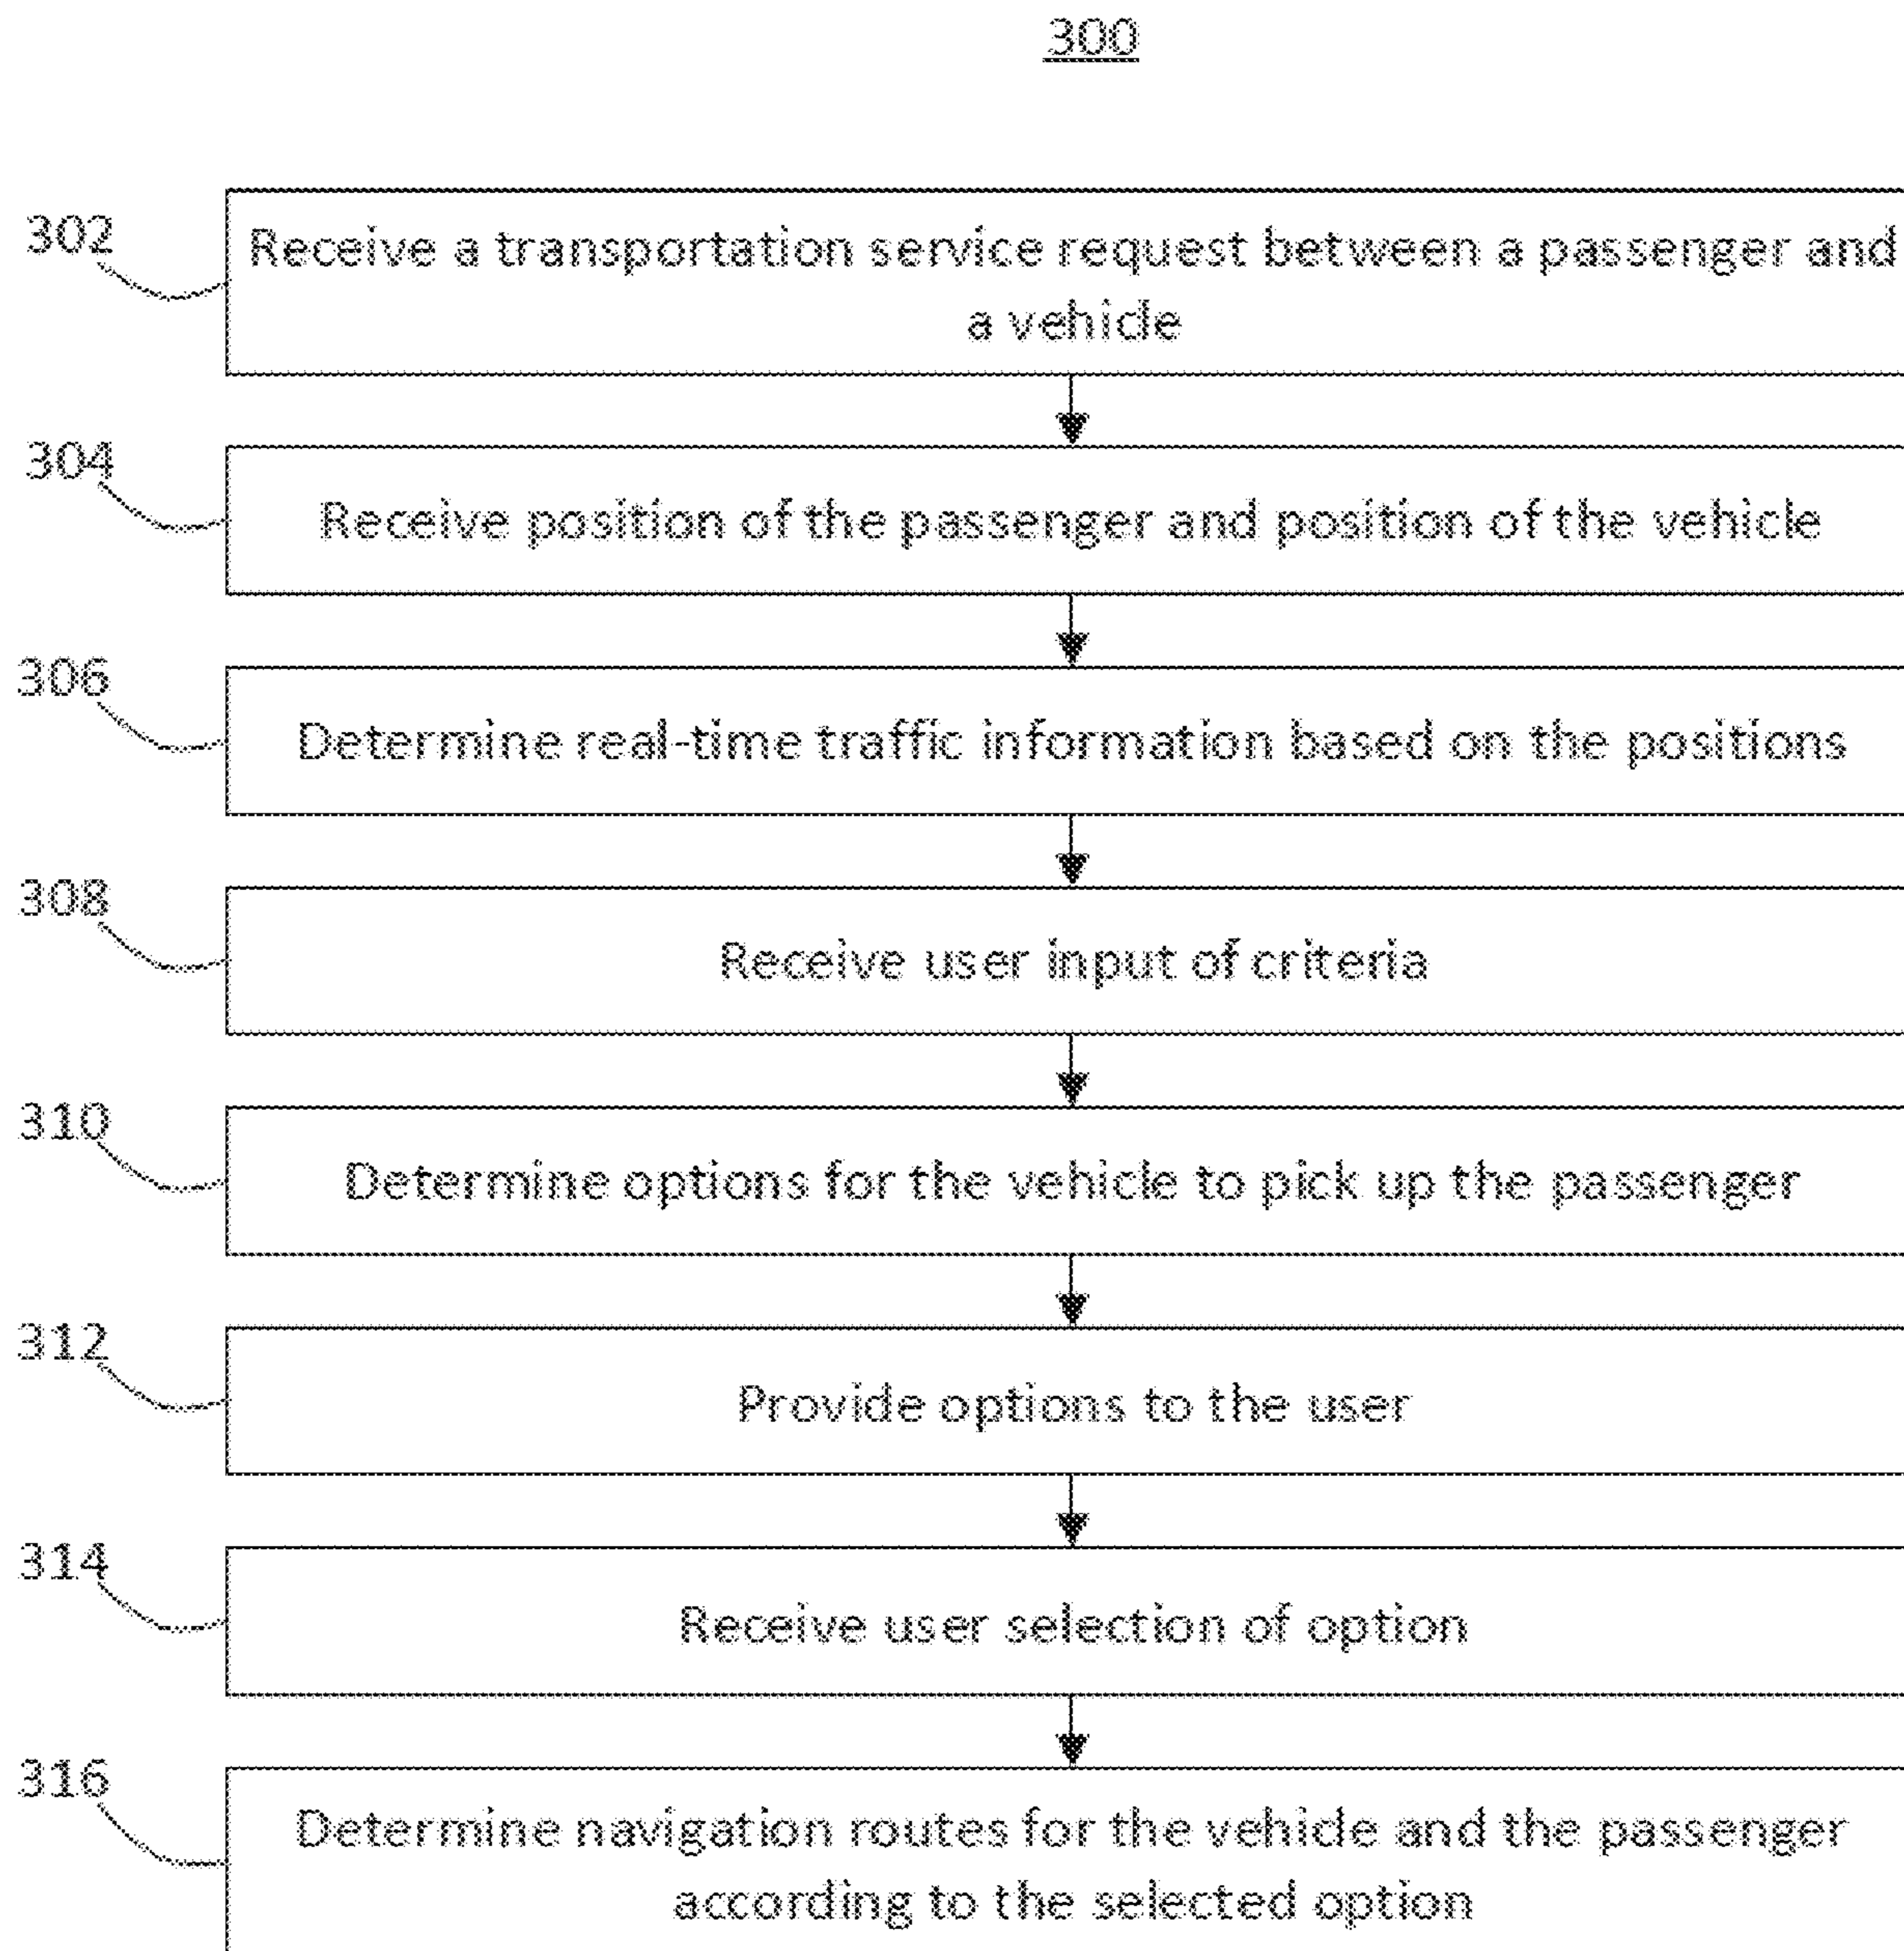 300
302
Receive a transportation service request between a passenger and
a vehicle
304
Receive position of the passenger and position of the vehicle
306
Determine real-time traffic information based on the positions
308
Receive user input of criteria
310
Determine options for the vehicle to pick up the passenger
312
Provide options to the user
314
Receive user selection of option
316
Determine navigation routes for the vehicle and the passenger
according to the selected option